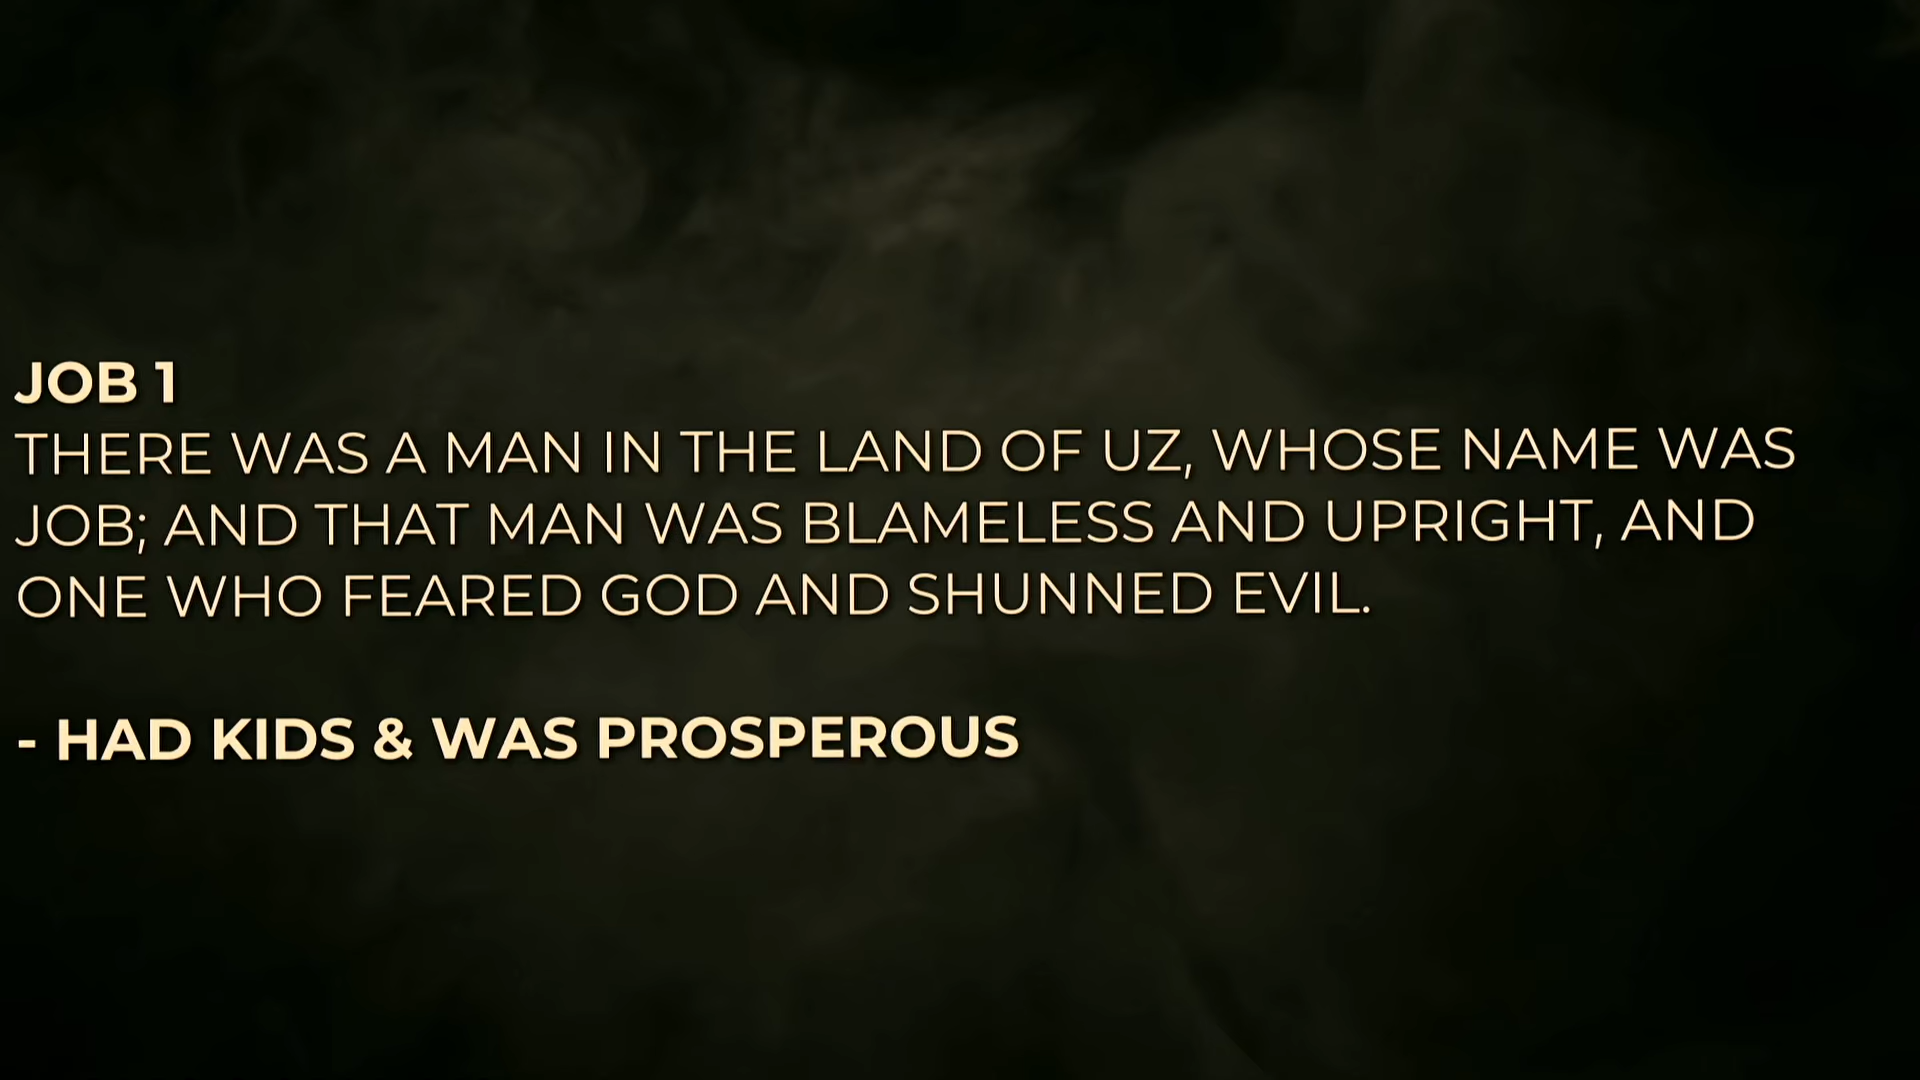 JOB 1
THERE WAS A MAN IN THE LAND OF UZ, WHOSE NAME WAS
JOB; AND THAT MAN WAS BLAMELESS AND UPRIGHT, AND
ONE WHO FEARED GOD AND SHUNNED EVIL.
- HAD KIDS & WAS PROSPEROUS